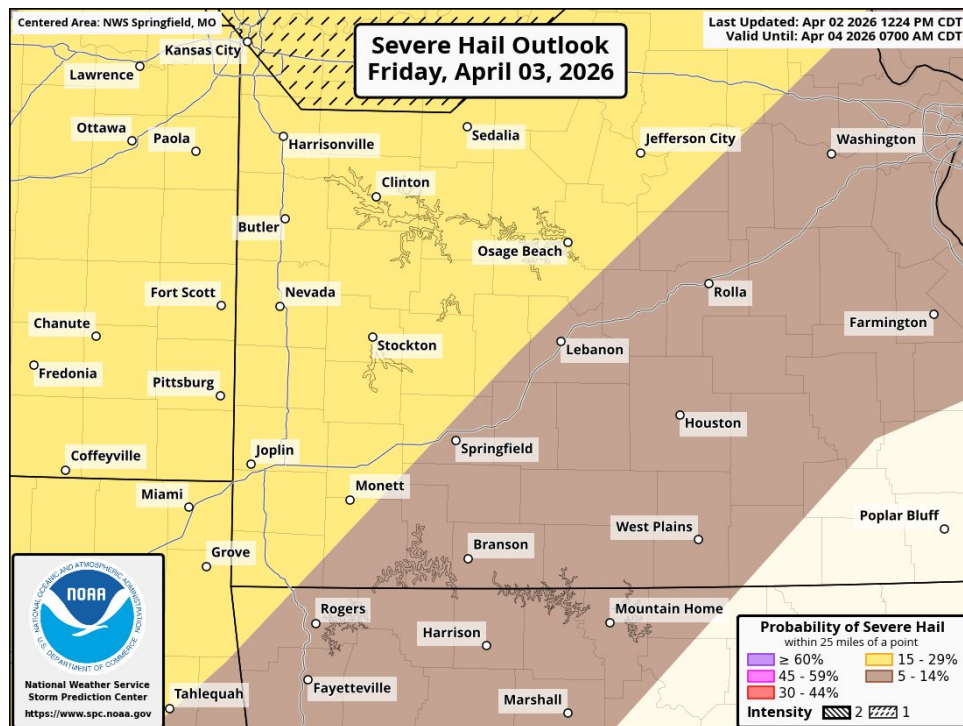 Centered Area: NWS Springfield, MO
Last Updated: Apr 02 2026 1224 PM CDT
Valid Until: Apr 04 2026 0700 AM CDT
Severe Hail Outlook
Friday, April 03, 2026
Kansas City
Lawrence
Ottawa
Paola
Harrisonville
Sedalia
Jefferson City
Washington
Clinton
Butler
Osage Beach
Fort Scott
Nevada
Rolla
Chanute
Farmington
Stockton
Lebanon
Fredonia
Pittsburg
Houston
Coffeyville
Joplin
Springfield
Miami
Monett
Poplar Bluff
West Plains
Branson
Grove
Rogers
Mountain Home
Harrison
Tahlequah
Fayetteville
Marshall
NATIONAL OCEANIC AND ATMOSPHERIC ADMINISTRATION
NOAA
U.S. DEPARTMENT OF COMMERCE
National Weather Service
Storm Prediction Center
https://www.spc.noaa.gov
Probability of Severe Hail
within 25 miles of a point
≥ 60%
15 - 29%
45 - 59%
5 - 14%
30 - 44%
Intensity 2 1